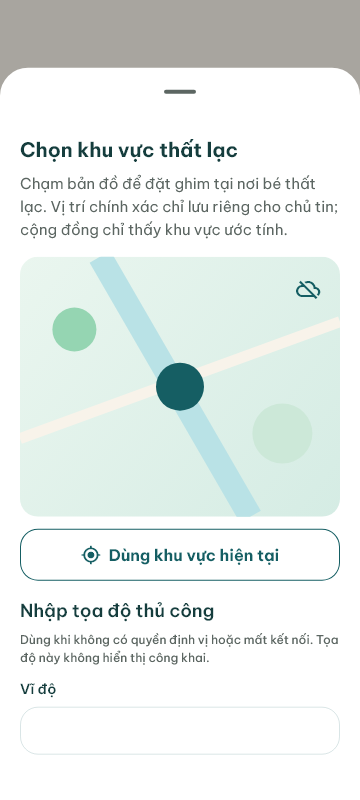 Chọn khu vực thất lạc
Chạm bản đồ để đặt ghim tại nơi bé thất
lạc. Vị trí chính xác chỉ lưu riêng cho chủ tin;
cộng đồng chỉ thấy khu vực ước tính.
Dùng khu vực hiện tại
Nhập tọa độ thủ công
Dùng khi không có quyền định vị hoặc mất kết nối. Tọa
độ này không hiển thị công khai.
Vĩ độ